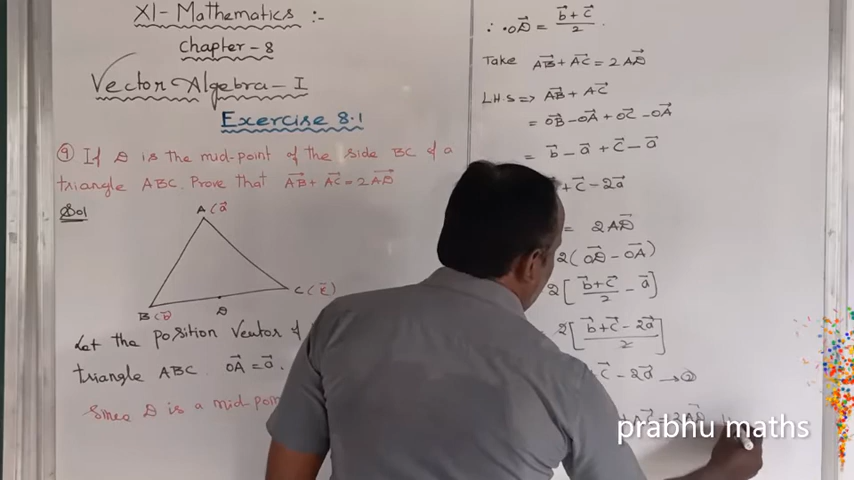 XI- Mathematics :-
Chapter - 8
Vector Algebra - I
Exercise 8.1
9) If D is the mid-point of the side BC of a
triangle ABC. Prove that AB⃗ + AC⃗ = 2AD⃗
Sol
A (a⃗)
B (b⃗)
D
C (c⃗)
Let the position Vector of
triangle ABC. OA⃗ = a⃗.
Since D is a mid-poin
∴ OD⃗ = (b⃗ + c⃗)/2.
Take AB⃗ + AC⃗ = 2AD⃗
L.H.S => AB⃗ + AC⃗
= OB⃗ - OA⃗ + OC⃗ - OA⃗
= b⃗ - a⃗ + c⃗ - a⃗
+ c⃗ - 2a⃗
= 2AD⃗
2(OD⃗ - OA⃗)
2[(b⃗ + c⃗)/2 - a⃗]
2[(b⃗ + c⃗ - 2a⃗)/2]
c⃗ - 2a⃗ → ②
+ AC⃗ = 2AD⃗
prabhu maths